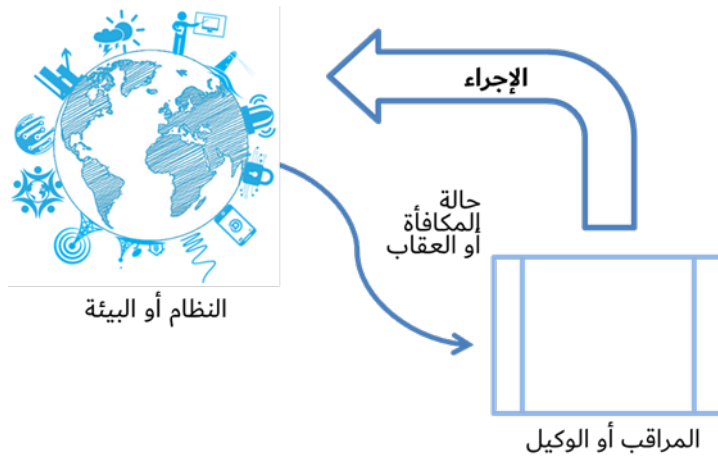 الإجراء
حالة
المكافأة
أو العقاب
النظام أو البيئة
المراقب أو الوكيل